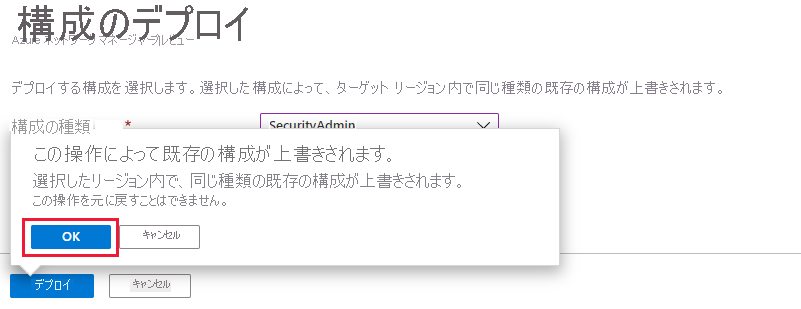 構成のデプロイ
Azure ネットワーク マネージャープレビュー
デプロイする構成を選択します。選択した構成によって、ターゲット リージョン内で同じ種類の既存の構成が上書きされます。
構成の種類 *
SecurityAdmin
この操作によって既存の構成が上書きされます。
選択したリージョン内で、同じ種類の既存の構成が上書きされます。
この操作を元に戻すことはできません。
OK キャンセル
デプロイ キャンセル